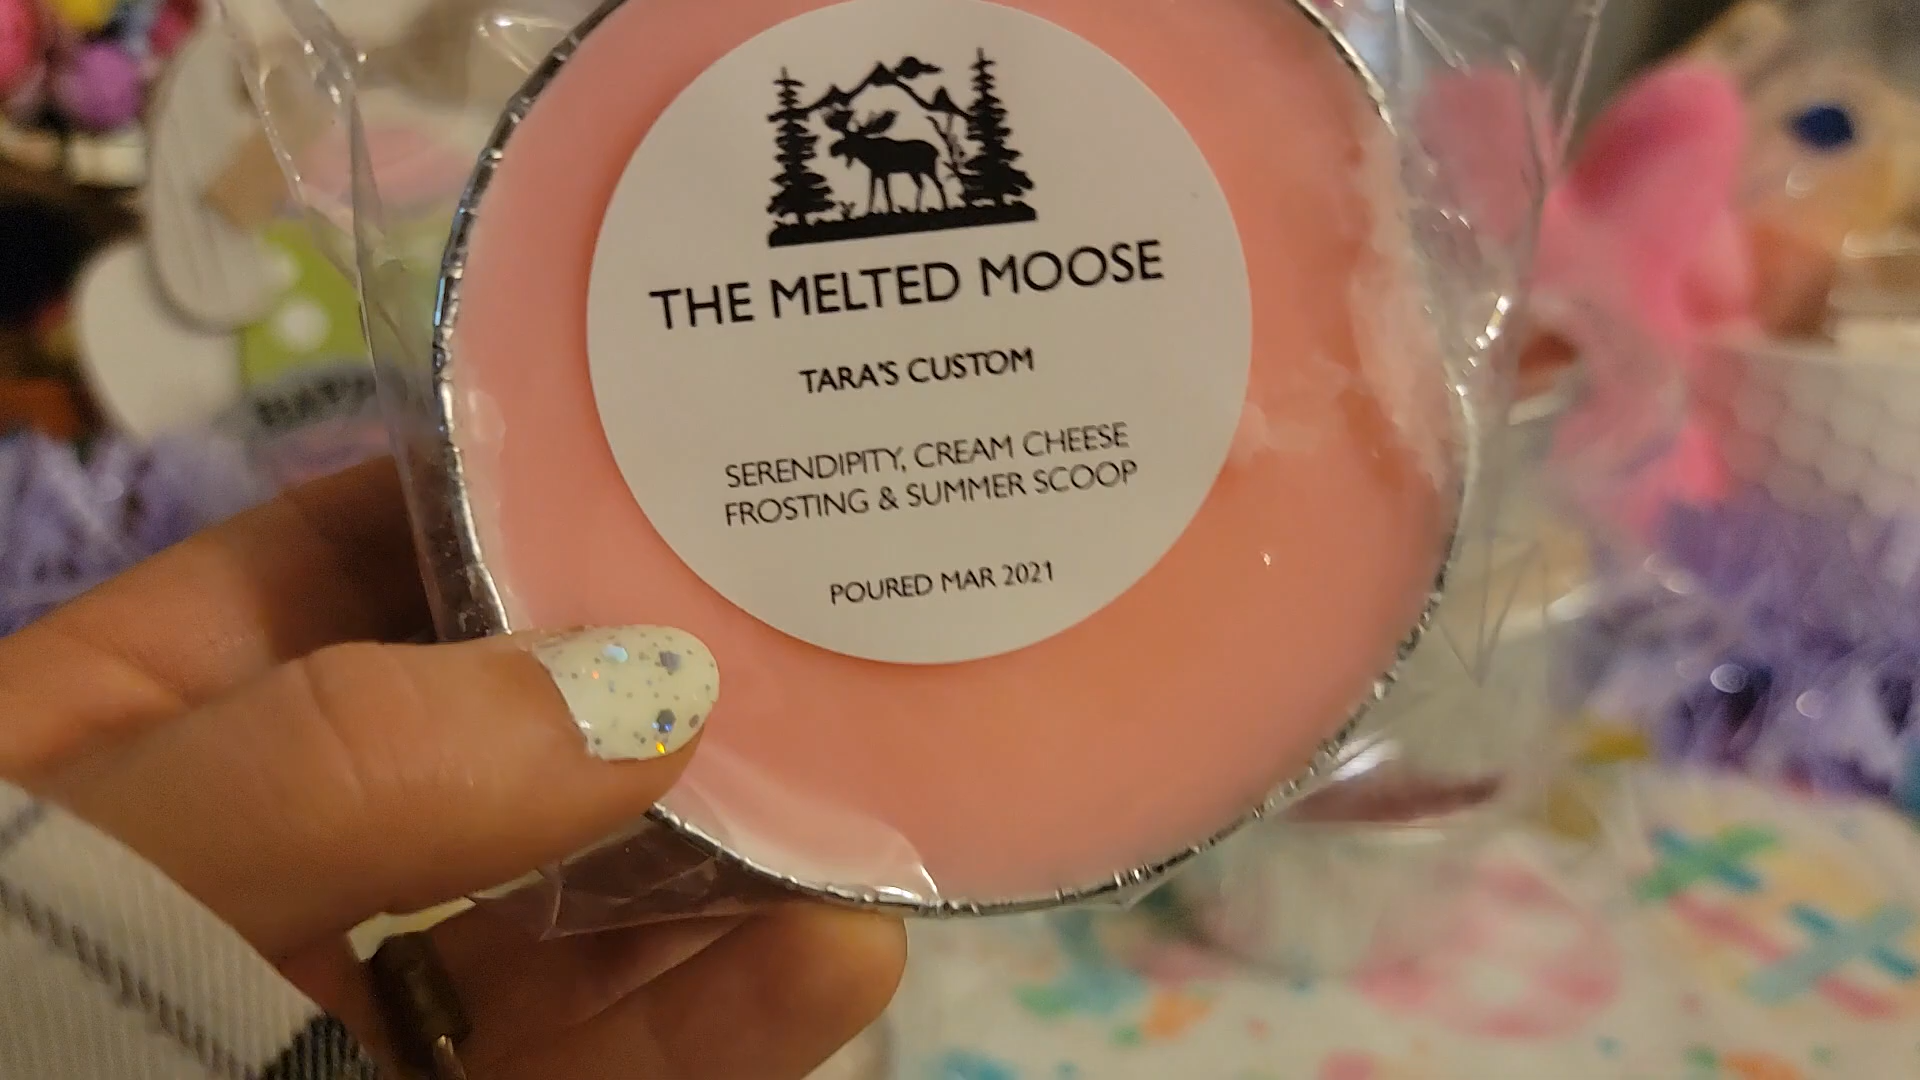 THE MELTED MOOSE
TARA'S CUSTOM
SERENDIPITY, CREAM CHEESE
FROSTING & SUMMER SCOOP
POURED MAR 2021